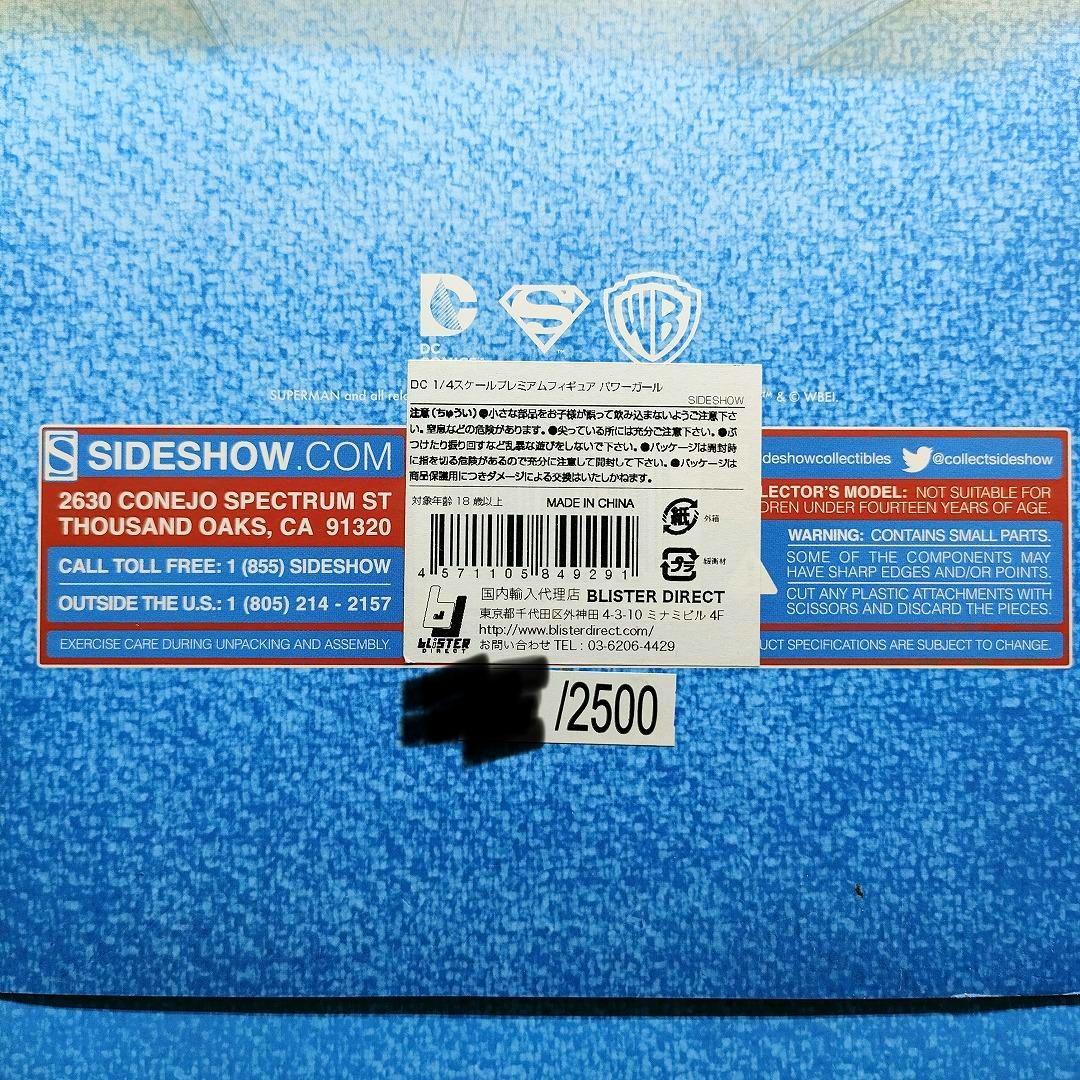 DC
SUPERMAN and all
& © WBEI.
DC 1/4スケールプレミアムフィギュア パワーガール
SIDESHOW
注意(ちゅうい)●小さな部品をお子様が誤って飲み込まないようご注意下さ
い。窒息などの危険があります。●尖っている所には充分ご注意下さい。●ぶ
つけたり振り回すなど乱暴な遊びをしないで下さい。●パッケージは開封時
に指を切る危険があるので充分に注意して開封して下さい。●パッケージは
商品保護用につきダメージによる交換はいたしかねます。
対象年齢 18 歳以上 MADE IN CHINA
紙 外箱
プラ 緩衝材
4 571105 849291
国内輸入代理店 BLISTER DIRECT
東京都千代田区外神田 4-3-10 ミナミビル 4F
http://www.blisterdirect.com/
お問い合わせ TEL : 03-6206-4429
BLISTER
DIRECT
SIDESHOW.COM
2630 CONEJO SPECTRUM ST
THOUSAND OAKS, CA 91320
CALL TOLL FREE: 1 (855) SIDESHOW
OUTSIDE THE U.S.: 1 (805) 214 - 2157
EXERCISE CARE DURING UNPACKING AND ASSEMBLY.
deshowcollectibles @collectsideshow
LECTOR'S MODEL: NOT SUITABLE FOR
DREN UNDER FOURTEEN YEARS OF AGE.
WARNING: CONTAINS SMALL PARTS.
SOME OF THE COMPONENTS MAY
HAVE SHARP EDGES AND/OR POINTS.
CUT ANY PLASTIC ATTACHMENTS WITH
SCISSORS AND DISCARD THE PIECES.
UCT SPECIFICATIONS ARE SUBJECT TO CHANGE.
/2500